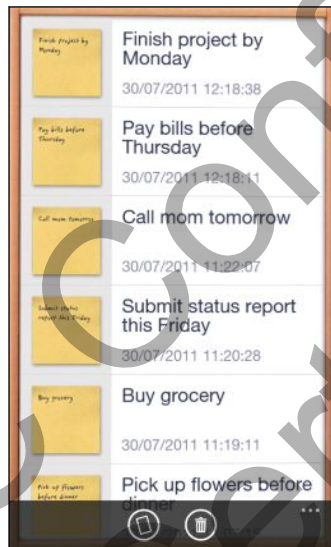 Finish project by
Monday
Finish project by
Monday
30/07/2011 12:18:38
Pay bills before
Thursday
Pay bills before
Thursday
30/07/2011 12:18:11
Call mom tomorrow
Call mom tomorrow
30/07/2011 11:22:07
Submit status
report this Friday
Submit status report
this Friday
30/07/2011 11:20:28
Buy grocery
Buy grocery
30/07/2011 11:19:11
Pick up flowers
before dinner
Pick up flowers before
dinner